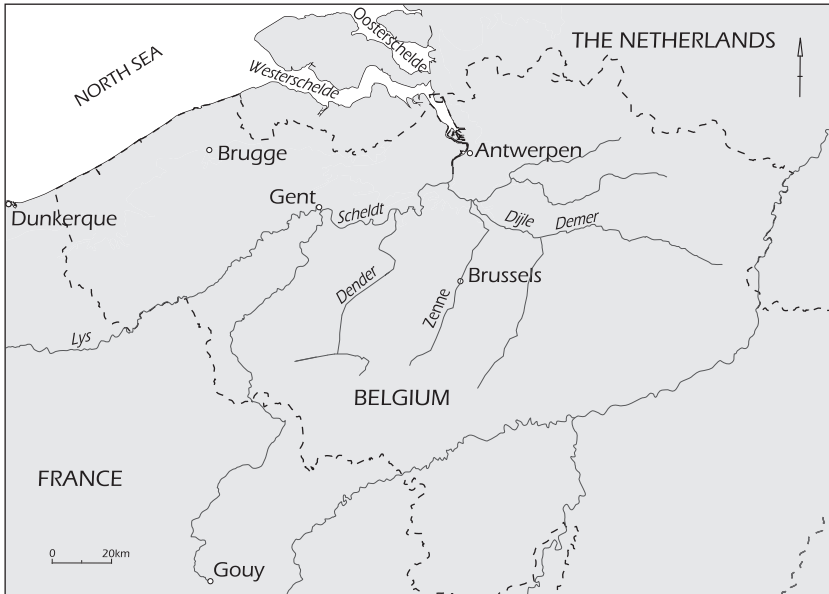 Oosterschelde
THE NETHERLANDS
NORTH SEA
Westerschelde
Antwerpen
Brugge
Gent
Scheldt
Dunkerque
Dijle
Demer
Dender
Brussels
Zenne
Lys
BELGIUM
FRANCE
0 20km
Gouy